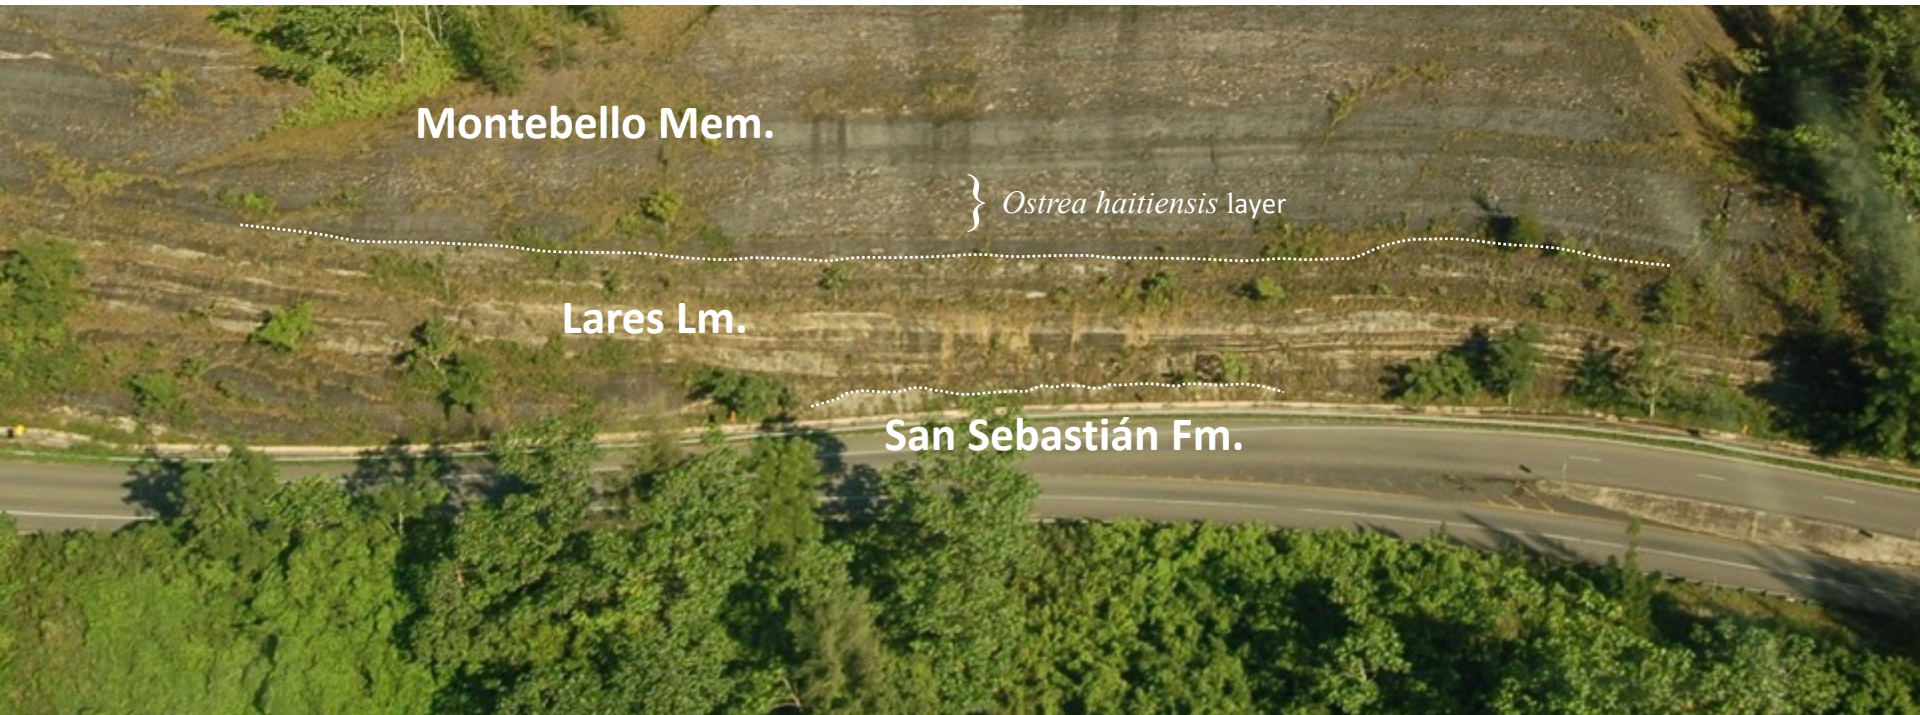 Montebello Mem.
} Ostrea haitiensis layer
Lares Lm.
San Sebastián Fm.